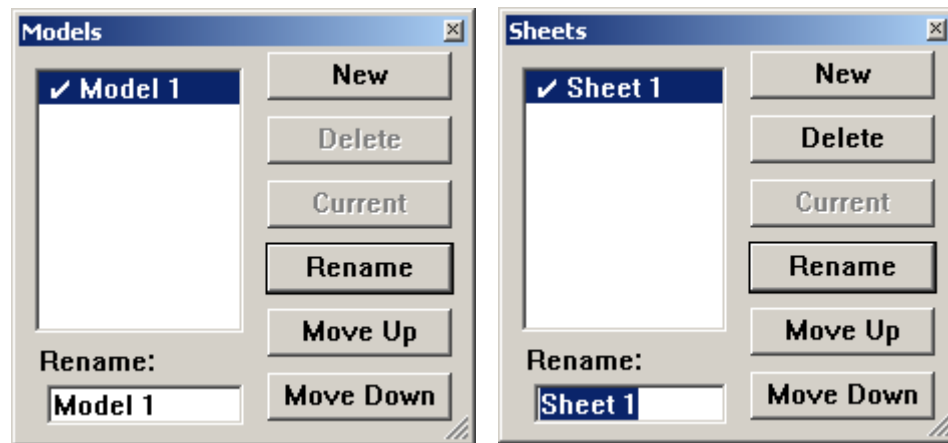 Models
✓ Model 1
New
Delete
Current
Rename
Move Up
Move Down
Rename:
Model 1
Sheets
✓ Sheet 1
New
Delete
Current
Rename
Move Up
Move Down
Rename:
Sheet 1